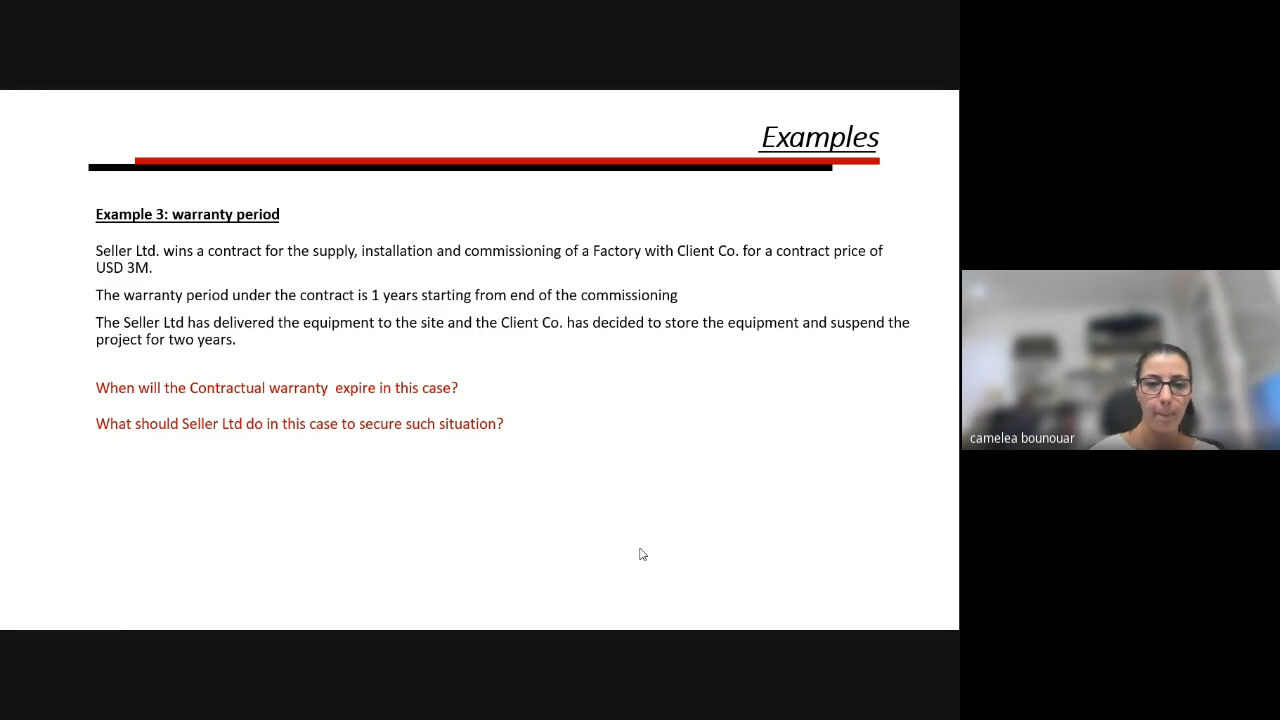 Examples
Example 3: warranty period
Seller Ltd. wins a contract for the supply, installation and commissioning of a Factory with Client Co. for a contract price of
USD 3M.
The warranty period under the contract is 1 years starting from end of the commissioning
The Seller Ltd has delivered the equipment to the site and the Client Co. has decided to store the equipment and suspend the
project for two years.
When will the Contractual warranty  expire in this case?
What should Seller Ltd do in this case to secure such situation?
camelea bounouar